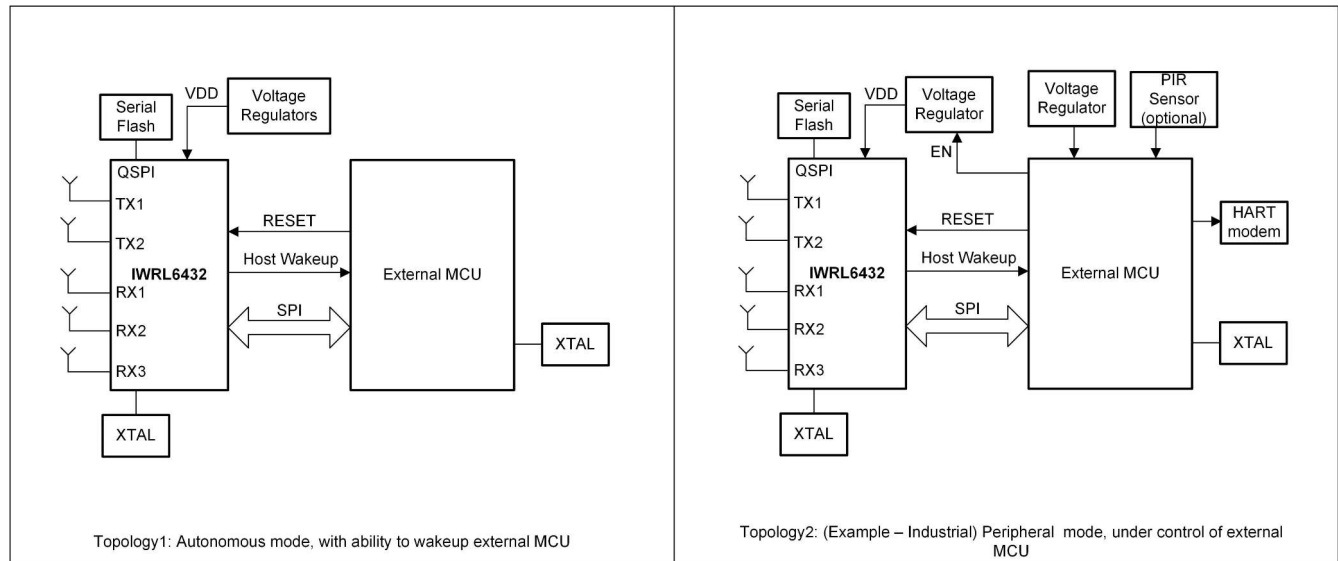 Serial
Flash
VDD
Voltage
Regulators
QSPI
TX1
TX2
IWRL6432
RX1
RX2
RX3
RESET
Host Wakeup
SPI
External MCU
XTAL
XTAL
Topology1: Autonomous mode, with ability to wakeup external MCU
Serial
Flash
VDD
Voltage
Regulator
EN
Voltage
Regulator
PIR
Sensor
(optional)
QSPI
TX1
TX2
IWRL6432
RX1
RX2
RX3
RESET
Host Wakeup
SPI
External MCU
HART
modem
XTAL
XTAL
Topology2: (Example – Industrial) Peripheral mode, under control of external
MCU